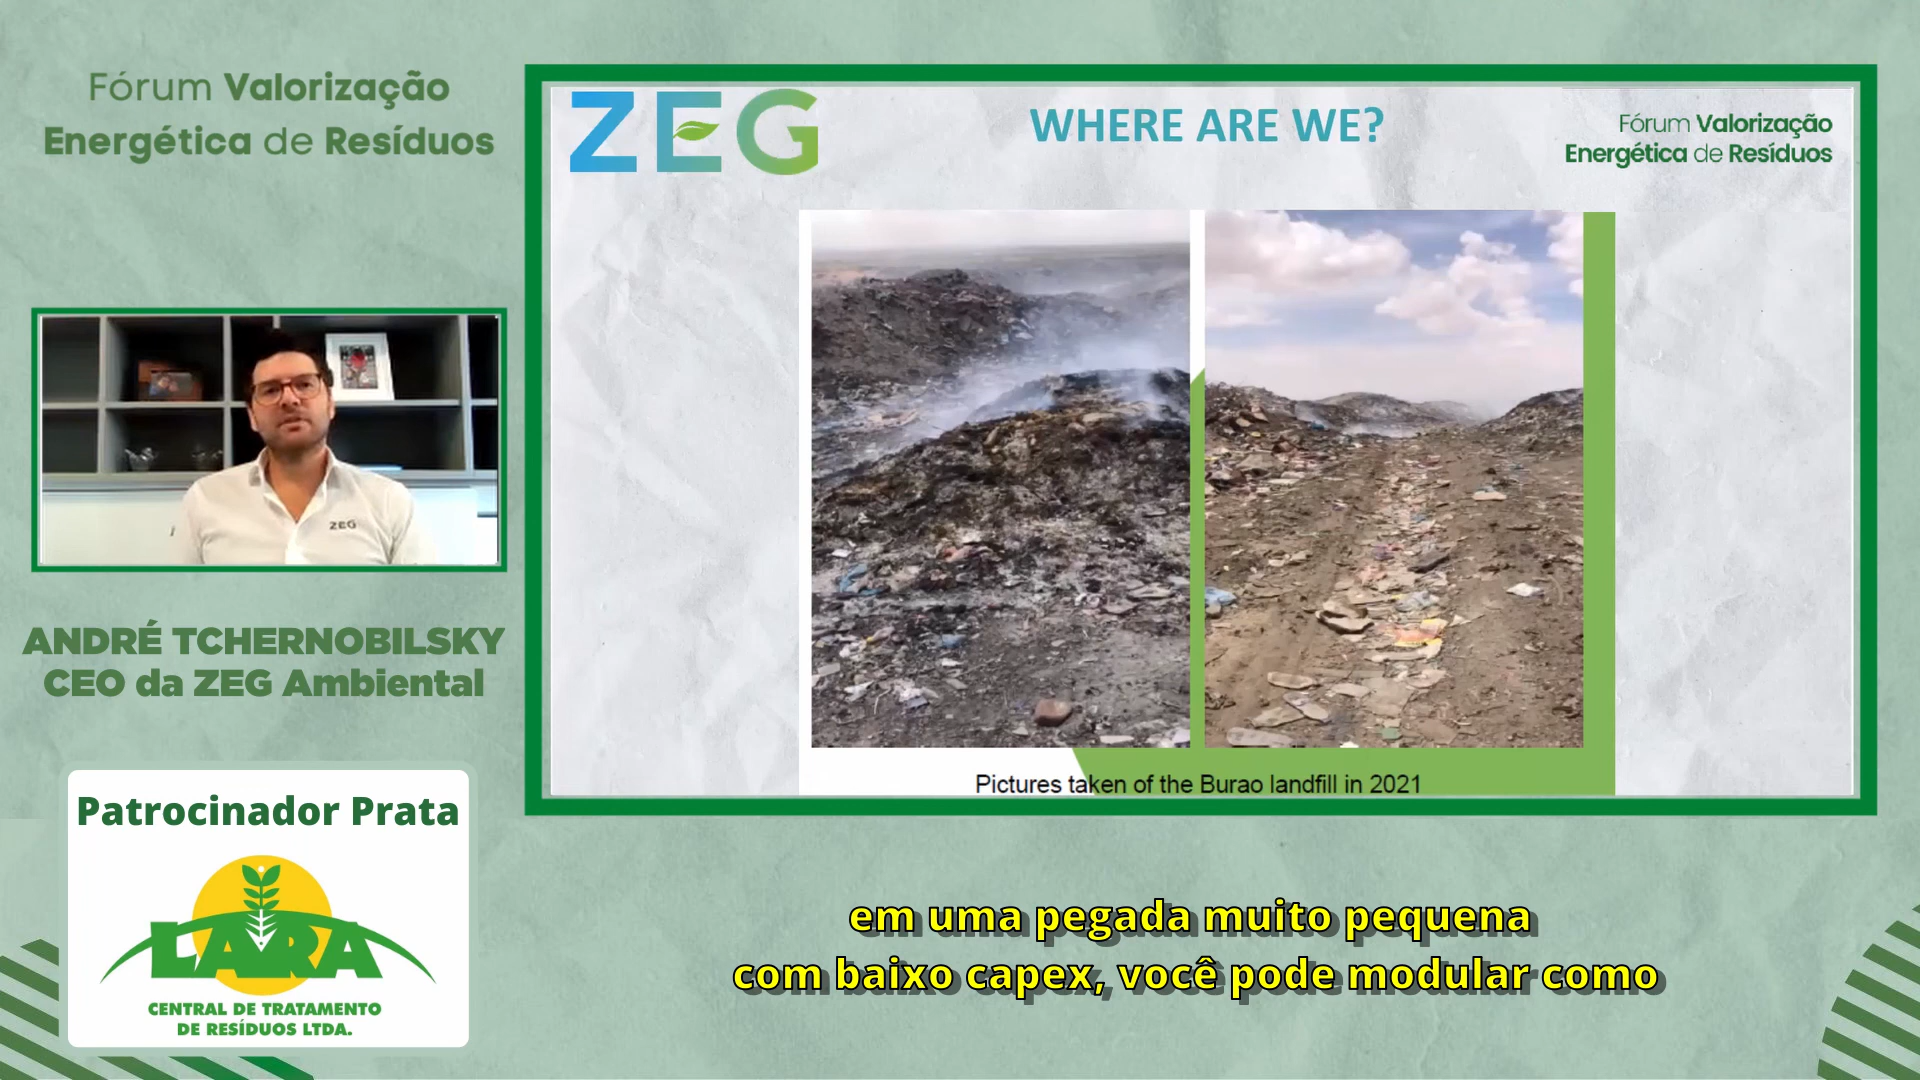 Fórum Valorização
Energética de Resíduos
ZEG
WHERE ARE WE?
Fórum Valorização
Energética de Resíduos
ZEG
Pictures taken of the Burao landfill in 2021
ANDRÉ TCHERNOBILSKY
CEO da ZEG Ambiental
Patrocinador Prata
LARA
CENTRAL DE TRATAMENTO
DE RESÍDUOS LTDA.
em uma pegada muito pequena
com baixo capex, você pode modular como